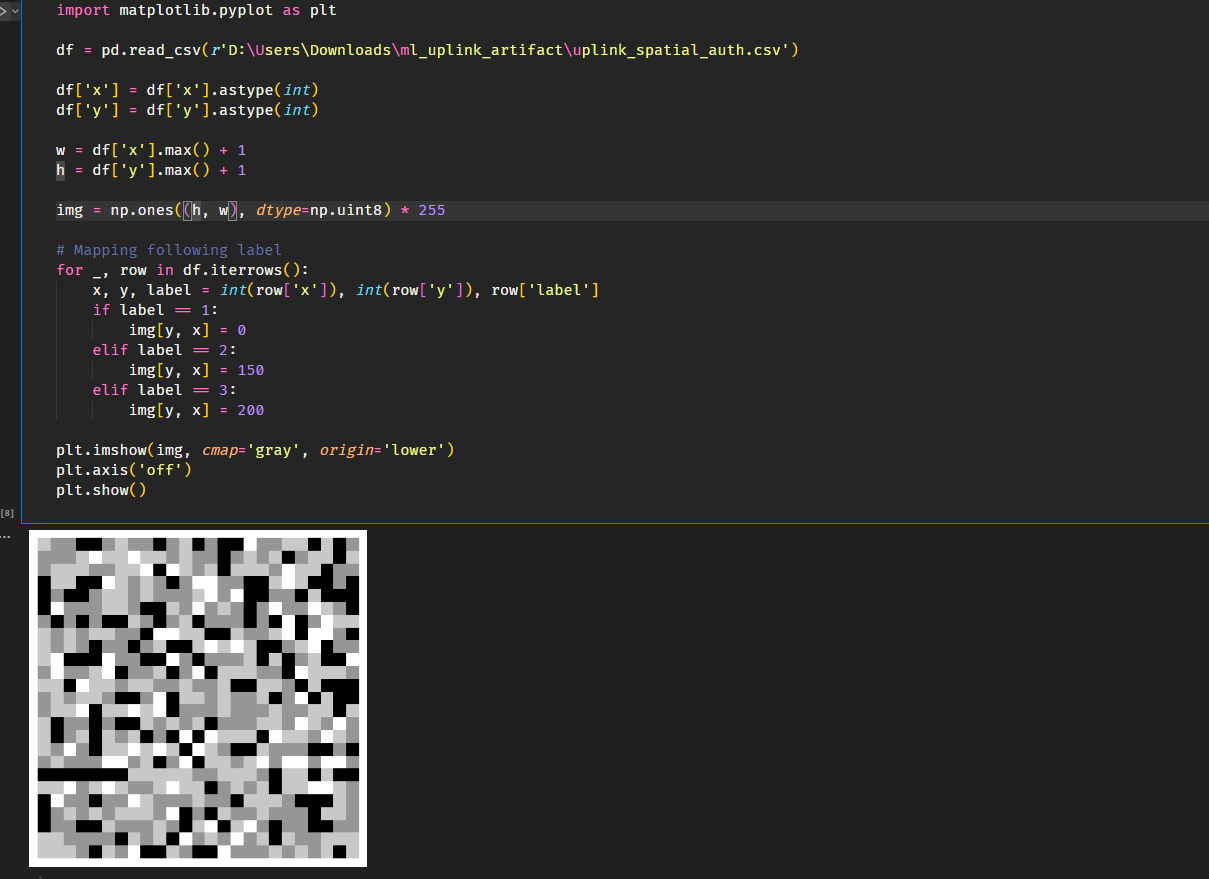 import matplotlib.pyplot as plt
df = pd.read_csv(r'D:\Users\Downloads\ml_uplink_artifact\uplink_spatial_auth.csv')
df['x'] = df['x'].astype(int)
df['y'] = df['y'].astype(int)
w = df['x'].max() + 1
h = df['y'].max() + 1
img = np.ones((h, w), dtype=np.uint8) * 255
# Mapping following label
for _, row in df.iterrows():
    x, y, label = int(row['x']), int(row['y']), row['label']
    if label == 1:
        img[y, x] = 0
    elif label == 2:
        img[y, x] = 150
    elif label == 3:
        img[y, x] = 200
plt.imshow(img, cmap='gray', origin='lower')
plt.axis('off')
plt.show()
[8]